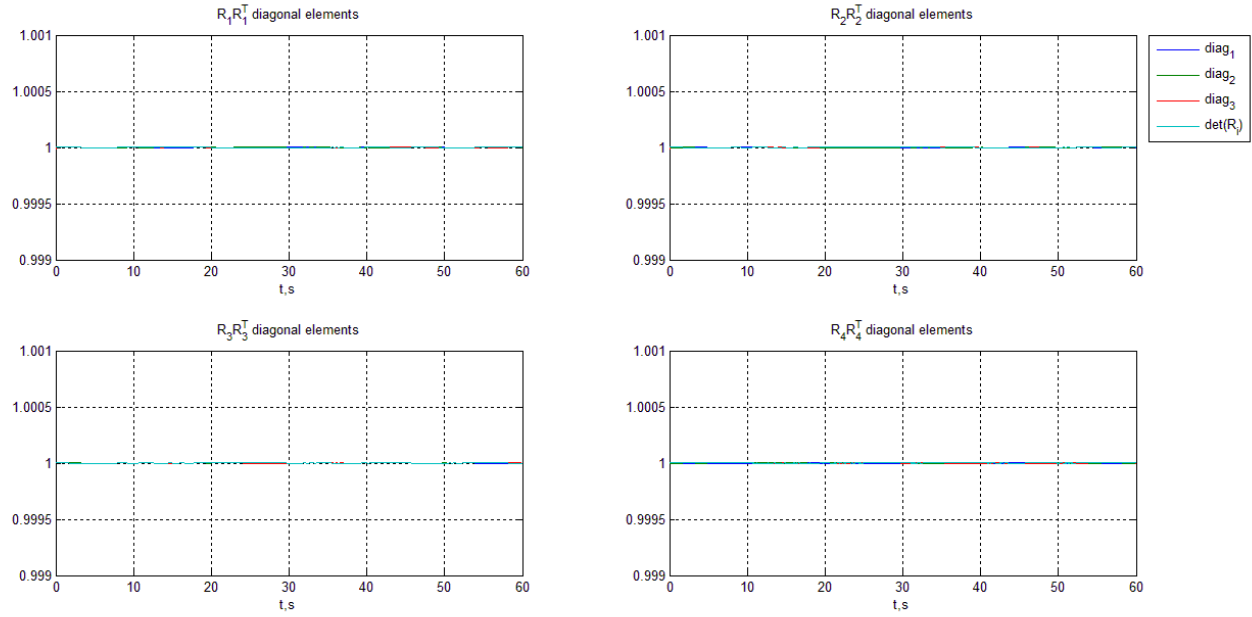 R₁R₁ᵀ diagonal elements
1.001
1.0005
1
0.9995
0.999
0 10 20 30 40 50 60
t,s
R₂R₂ᵀ diagonal elements
1.001
1.0005
1
0.9995
0.999
0 10 20 30 40 50 60
t,s
diag₁
diag₂
diag₃
det(Rᵢ)
R₃R₃ᵀ diagonal elements
1.001
1.0005
1
0.9995
0.999
0 10 20 30 40 50 60
t,s
R₄R₄ᵀ diagonal elements
1.001
1.0005
1
0.9995
0.999
0 10 20 30 40 50 60
t,s